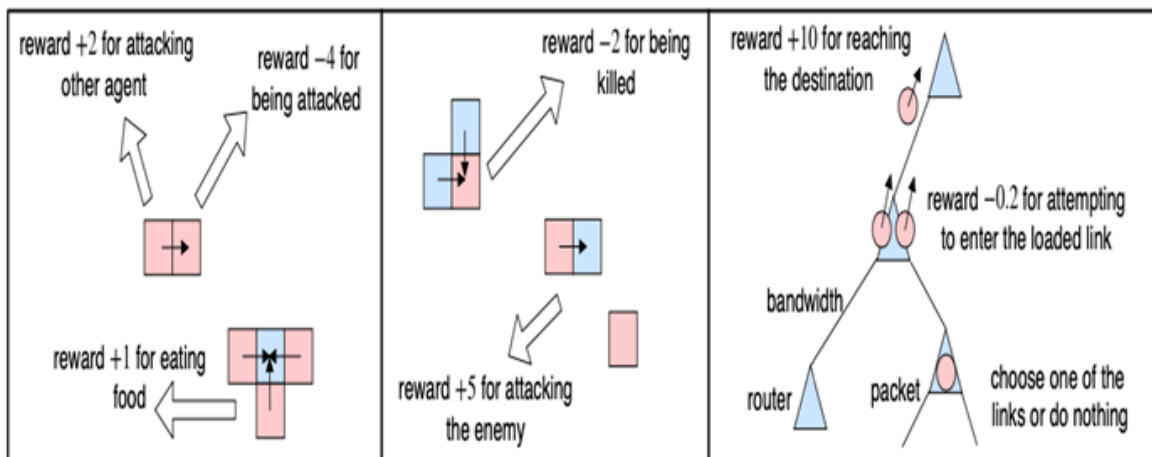 reward +2 for attacking
other agent
reward −4 for
being attacked
reward +1 for eating
food
reward −2 for being
killed
reward +5 for attacking
the enemy
reward +10 for reaching
the destination
reward −0.2 for attempting
to enter the loaded link
bandwidth
router
packet
choose one of the
links or do nothing